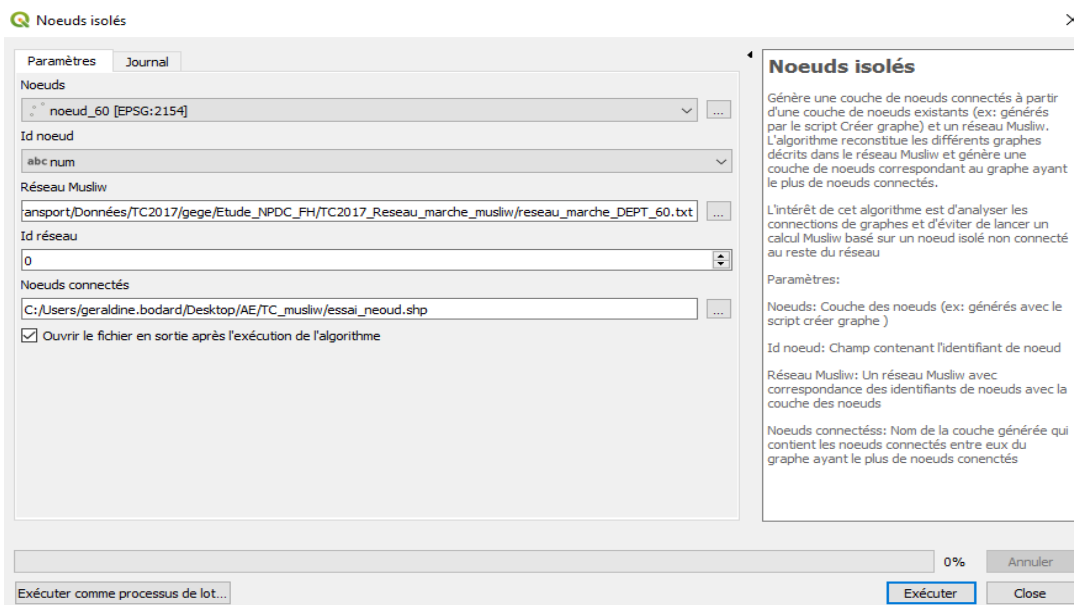 Noeuds isolés
Paramètres
Journal
Noeuds
noeud_60 [EPSG:2154]
...
Id noeud
abc num
Réseau Musliw
ransport/Données/TC2017/gege/Etude_NPDC_FH/TC2017_Reseau_marche_musliw/reseau_marche_DEPT_60.txt
...
Id réseau
0
Noeuds connectés
C:/Users/geraldine.bodard/Desktop/AE/TC_musliw/essai_neoud.shp
...
Ouvrir le fichier en sortie après l'exécution de l'algorithme
Noeuds isolés
Génère une couche de noeuds connectés à partir
d'une couche de noeuds existants (ex: générés
par le script Créer graphe) et un réseau Musliw.
L'algorithme reconstitue les différents graphes
décrits dans le réseau Musliw et génère une
couche de noeuds correspondant au graphe ayant
le plus de noeuds connectés.
L'intérêt de cet algorithme est d'analyser les
connections de graphes et d'éviter de lancer un
calcul Musliw basé sur un noeud isolé non connecté
au reste du réseau
Paramètres:
Noeuds: Couche des noeuds (ex: générés avec le
script créer graphe )
Id noeud: Champ contenant l'identifiant de noeud
Réseau Musliw: Un réseau Musliw avec
correspondance des identifiants de noeuds avec la
couche des noeuds
Noeuds connectéss: Nom de la couche générée qui
contient les noeuds connectés entre eux du
graphe ayant le plus de noeuds conenctés
0%
Annuler
Exécuter comme processus de lot...
Exécuter
Close